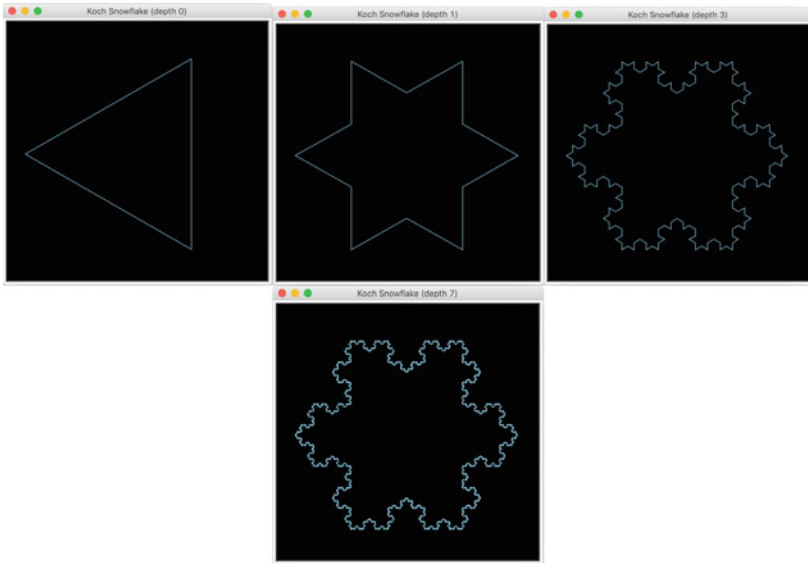 Koch Snowflake (depth 0)
Koch Snowflake (depth 1)
Koch Snowflake (depth 3)
Koch Snowflake (depth 7)